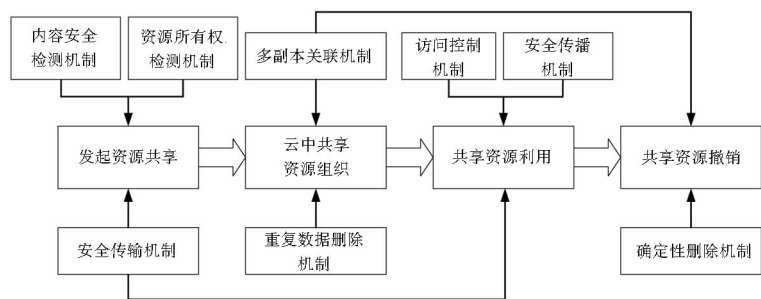 内容安全
检测机制
资源所有权
检测机制
多副本关联机制
访问控制
机制
安全传播
机制
发起资源共享
云中共享
资源组织
共享资源利用
共享资源撤销
安全传输机制
重复数据删除
机制
确定性删除机制